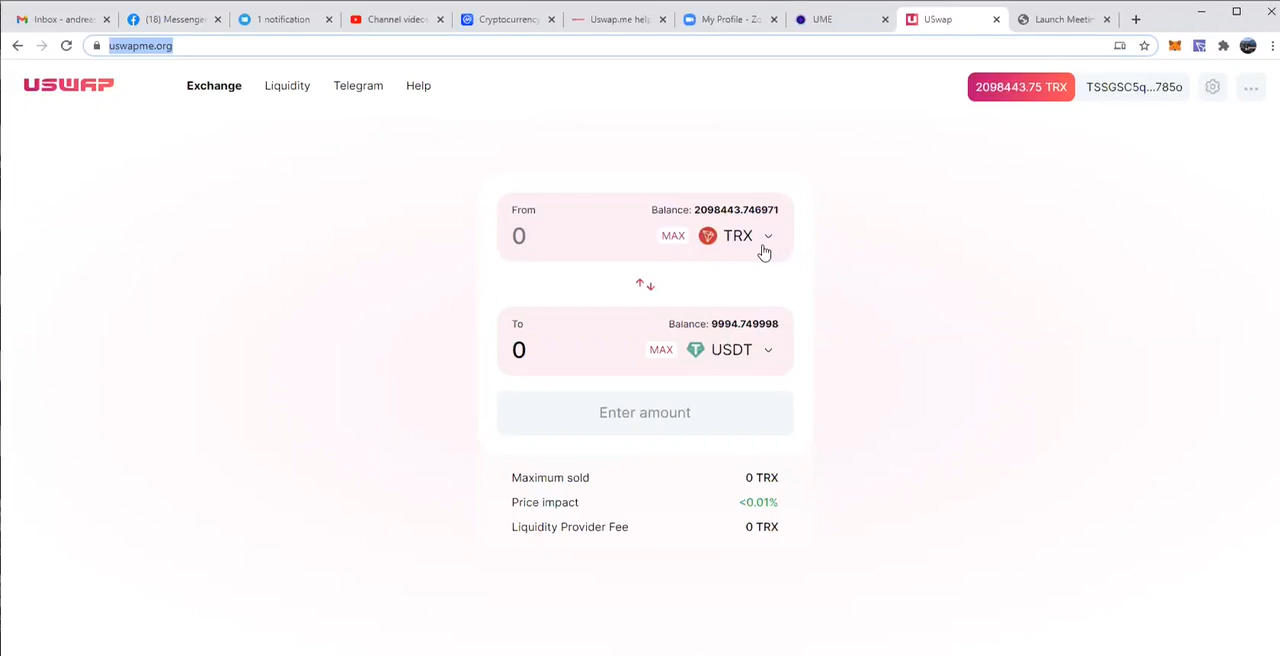 Inbox - andreas
(18) Messenger
1 notification
Channel videos
Cryptocurrency
Uswap.me help
My Profile - Zo
UME
USwap
Launch Meetin
uswapme.org
USWAP
Exchange
Liquidity
Telegram
Help
2098443.75 TRX
TSSGSC5q...785o
From
Balance: 2098443.746971
0
MAX
TRX
To
Balance: 9994.749998
0
MAX
USDT
Enter amount
Maximum sold
0 TRX
Price impact
<0.01%
Liquidity Provider Fee
0 TRX